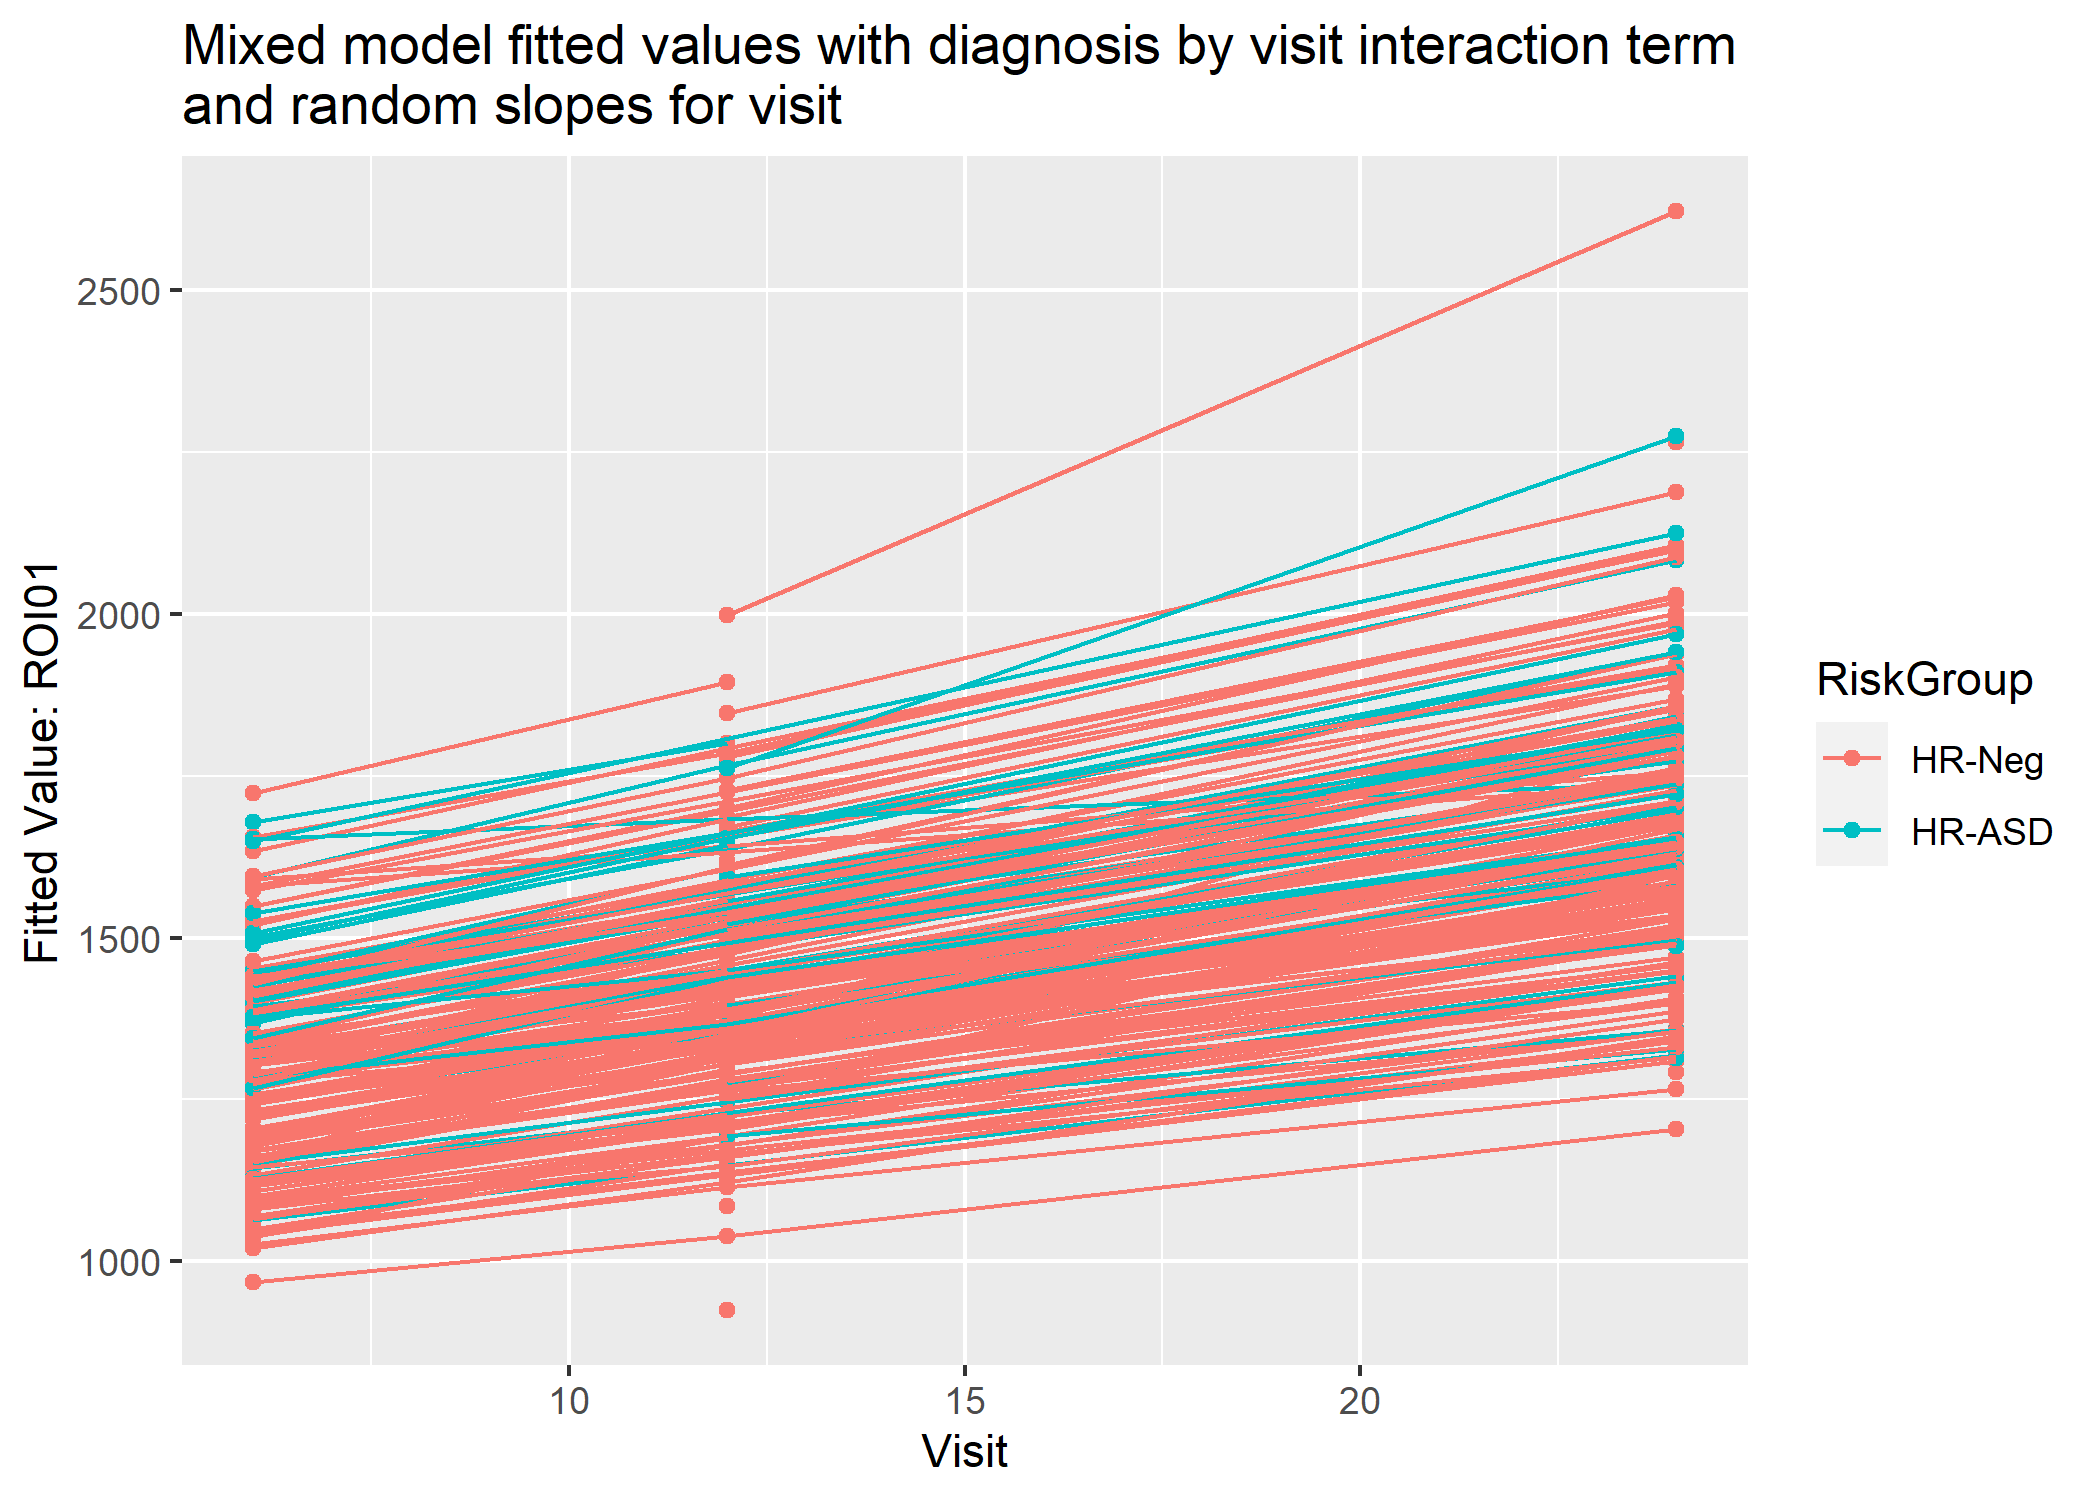 Mixed model fitted values with diagnosis by visit interaction term
and random slopes for visit
Fitted Value: ROI01
2500
2000
1500
1000
10
15
20
Visit
RiskGroup
HR-Neg
HR-ASD